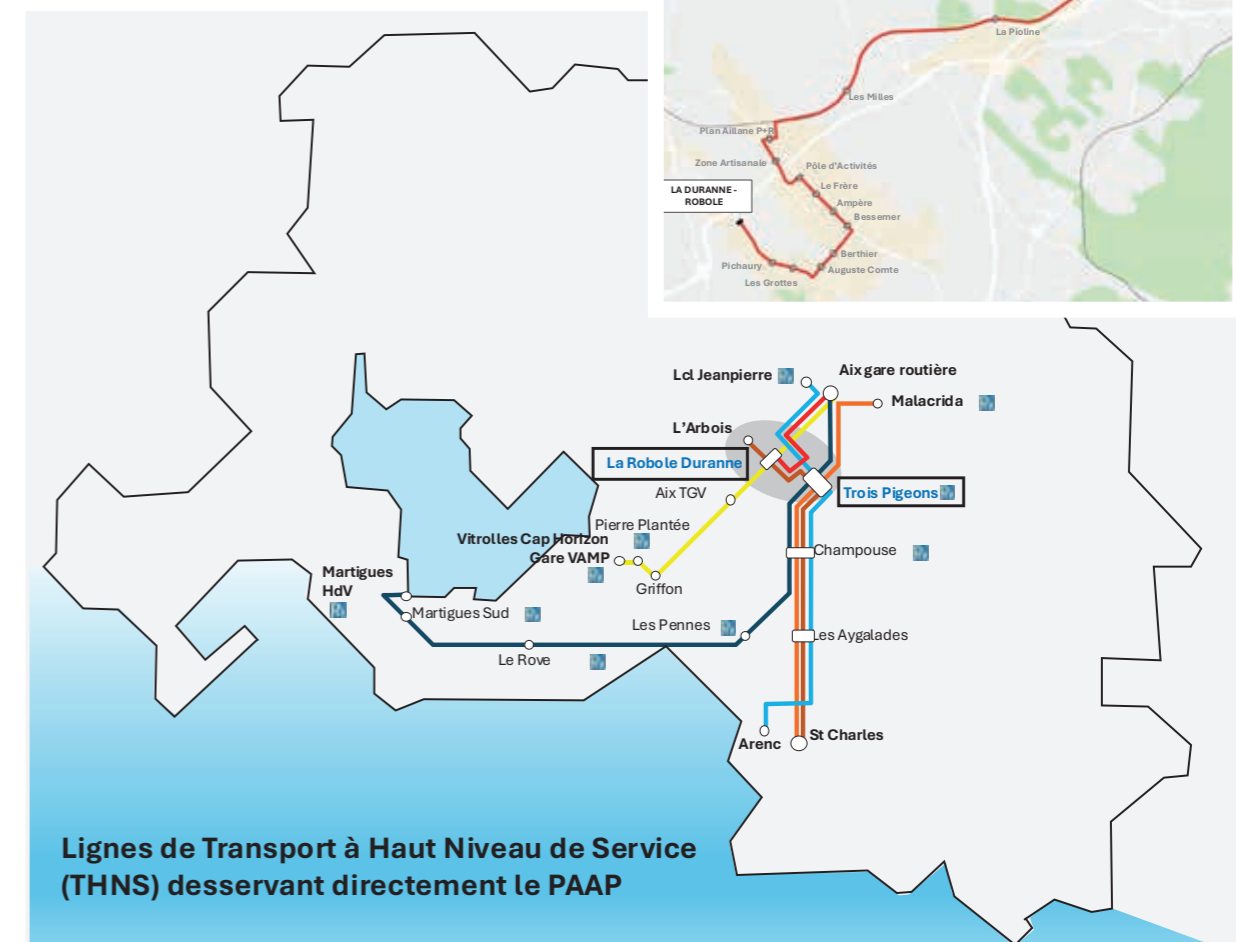 La Pioline
Les Milles
Plan Aillane P+R
Zone Artisanale
Pôle d'Activités
LA DURANNE -
ROBOLE
Le Frère
Ampère
Bessemer
Berthier
Pichaury
Auguste Comte
Les Grottes
Lcl Jeanpierre
Aix gare routière
Malacrida
L'Arbois
La Robole Duranne
Aix TGV
Trois Pigeons
Pierre Plantée
Vitrolles Cap Horizon
Gare VAMP
Champouse
Griffon
Martigues
HdV
Martigues Sud
Les Pennes
Les Aygalades
Le Rove
Arenc
St Charles
Lignes de Transport à Haut Niveau de Service
(THNS) desservant directement le PAAP